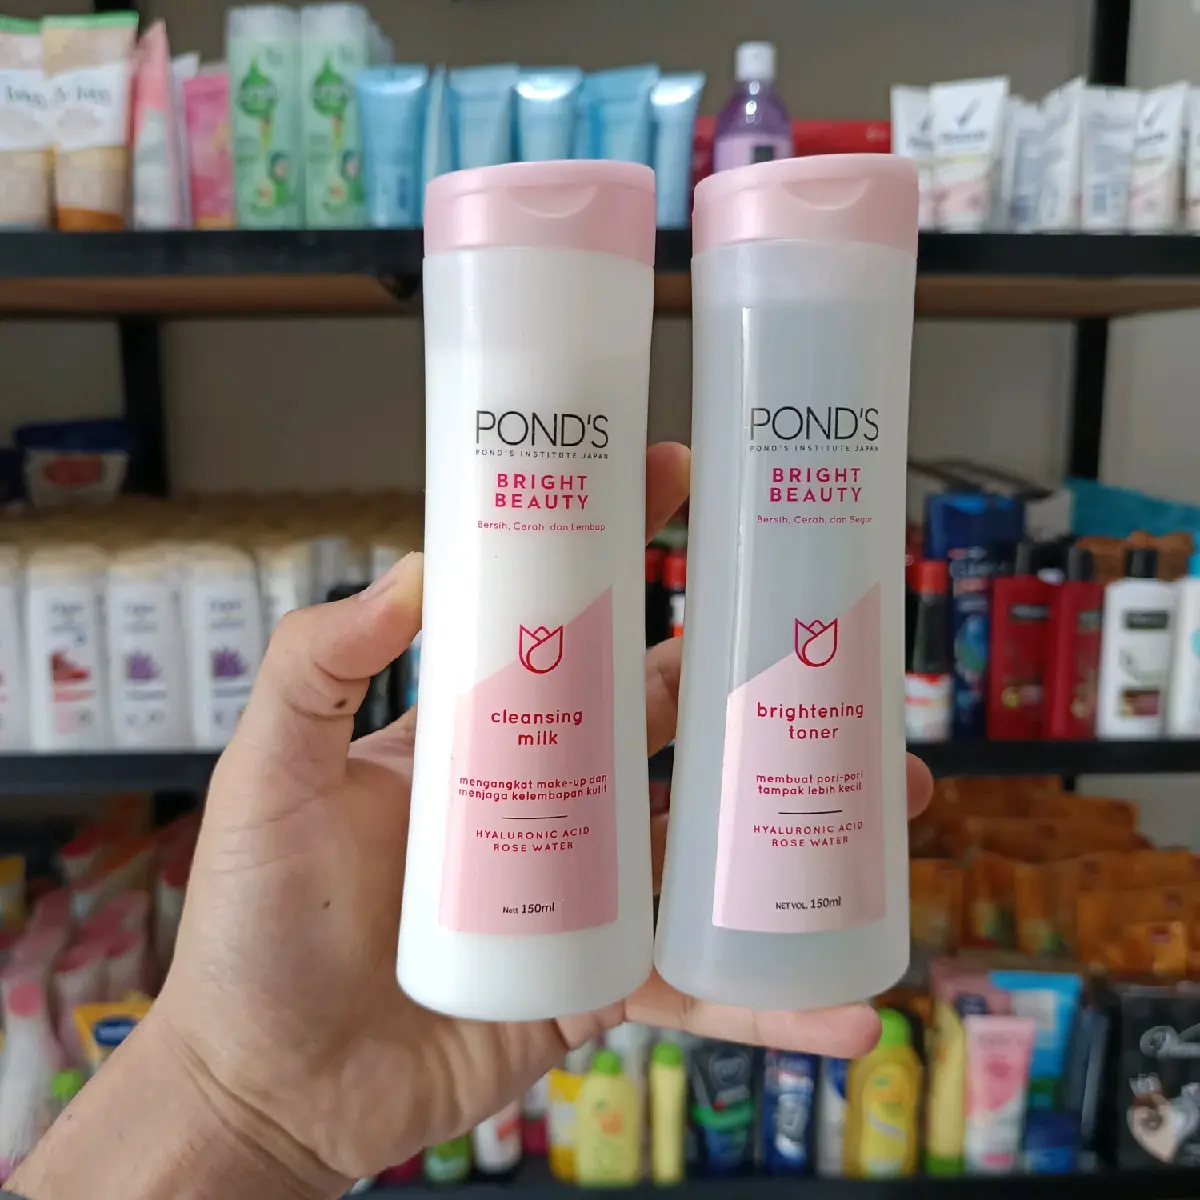 POND'S
POND'S INSTITUTE JAPAN
BRIGHT
BEAUTY
Bersih, Cerah, dan Lembap
cleansing
milk
mengangkat make-up dan
menjaga kelembapan kulit
HYALURONIC ACID
ROSE WATER
Nett 150ml
POND'S
POND'S INSTITUTE JAPAN
BRIGHT
BEAUTY
Bersih, Cerah, dan Segar
brightening
toner
membuat pori-pori
tampak lebih kecil
HYALURONIC ACID
ROSE WATER
NET VOL. 150ml